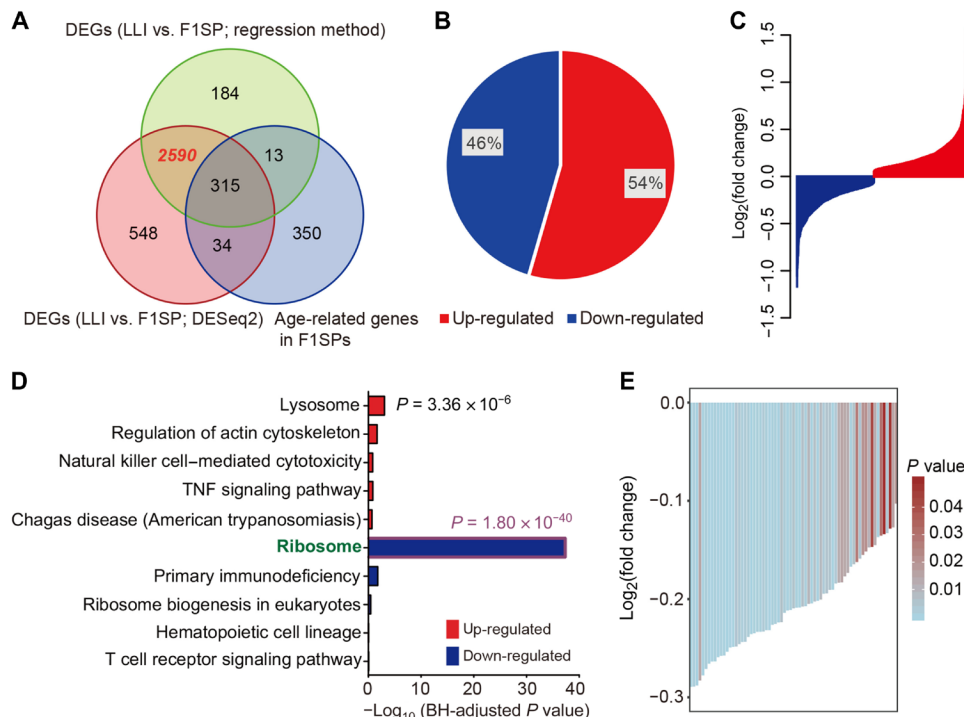 A
DEGs (LLI vs. F1SP; regression method)
184
2590
13
315
548
34
350
DEGs (LLI vs. F1SP; DESeq2)
Age-related genes
in F1SPs
B
46%
54%
Up-regulated
Down-regulated
C
Log2(fold change)
1.5
1.0
0.5
0.0
−0.5
−1.0
−1.5
D
Lysosome
P = 3.36 × 10⁻⁶
Regulation of actin cytoskeleton
Natural killer cell−mediated cytotoxicity
TNF signaling pathway
Chagas disease (American trypanosomiasis)
P = 1.80 × 10⁻⁴⁰
Ribosome
Primary immunodeficiency
Ribosome biogenesis in eukaryotes
Hematopoietic cell lineage
T cell receptor signaling pathway
Up-regulated
Down-regulated
0 10 20 30 40
−Log₁₀ (BH-adjusted P value)
E
Log₂(fold change)
0.0
−0.1
−0.2
−0.3
P value
0.04
0.03
0.02
0.01